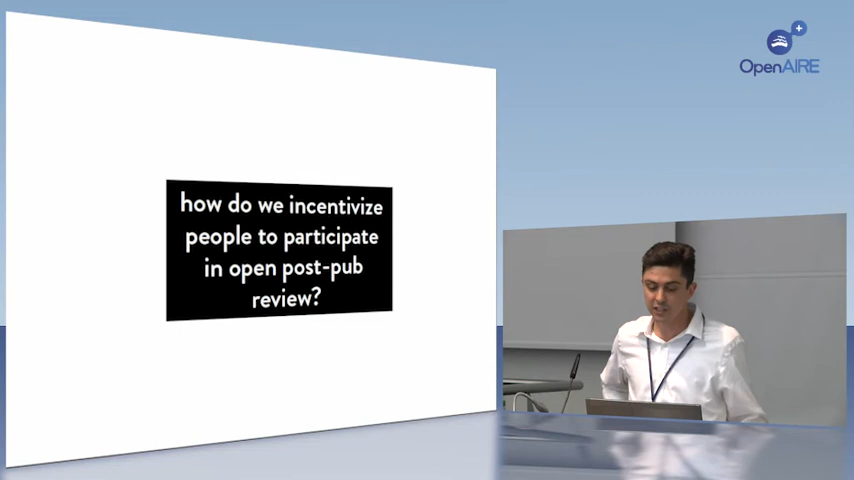 how do we incentivize
people to participate
in open post-pub
review?
OpenAIRE